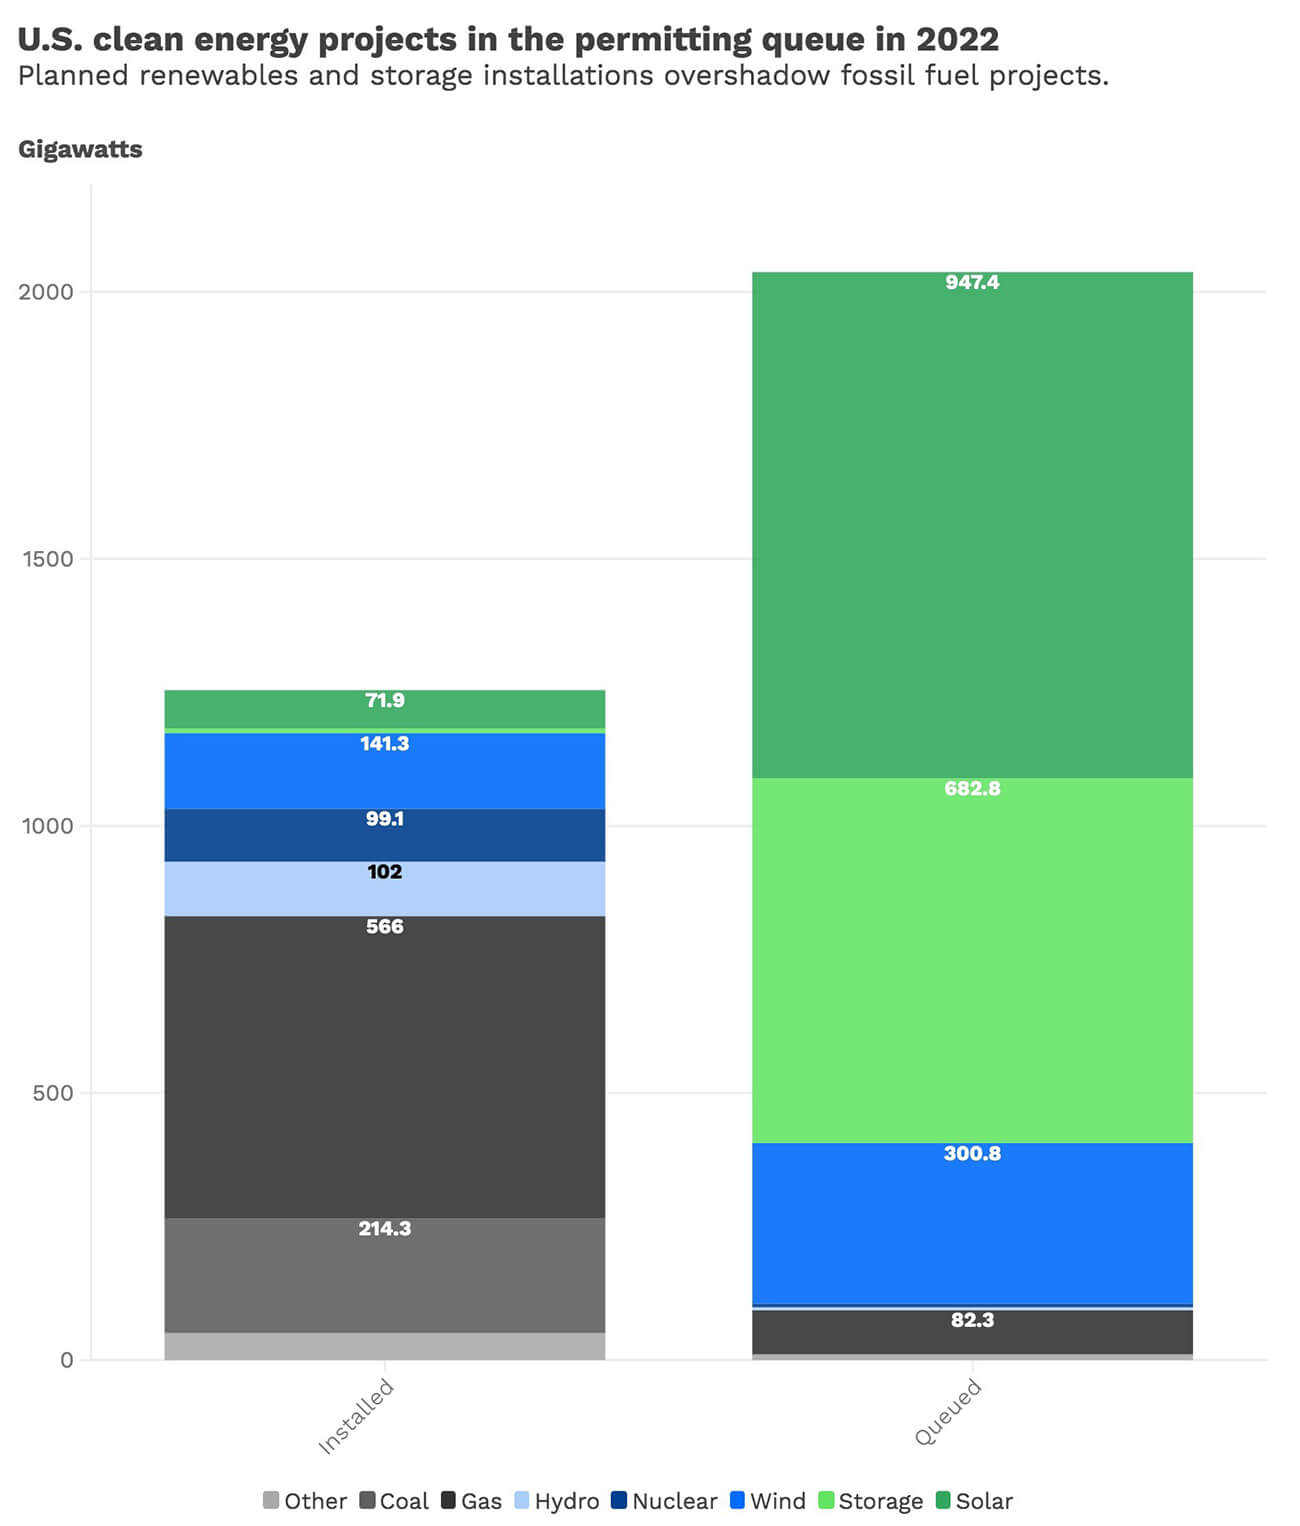 U.S. clean energy projects in the permitting queue in 2022
Planned renewables and storage installations overshadow fossil fuel projects.
Gigawatts
2000
1500
1000
500
0
71.9
141.3
99.1
102
566
214.3
947.4
682.8
300.8
82.3
Installed
Queued
Other Coal Gas Hydro Nuclear Wind Storage Solar